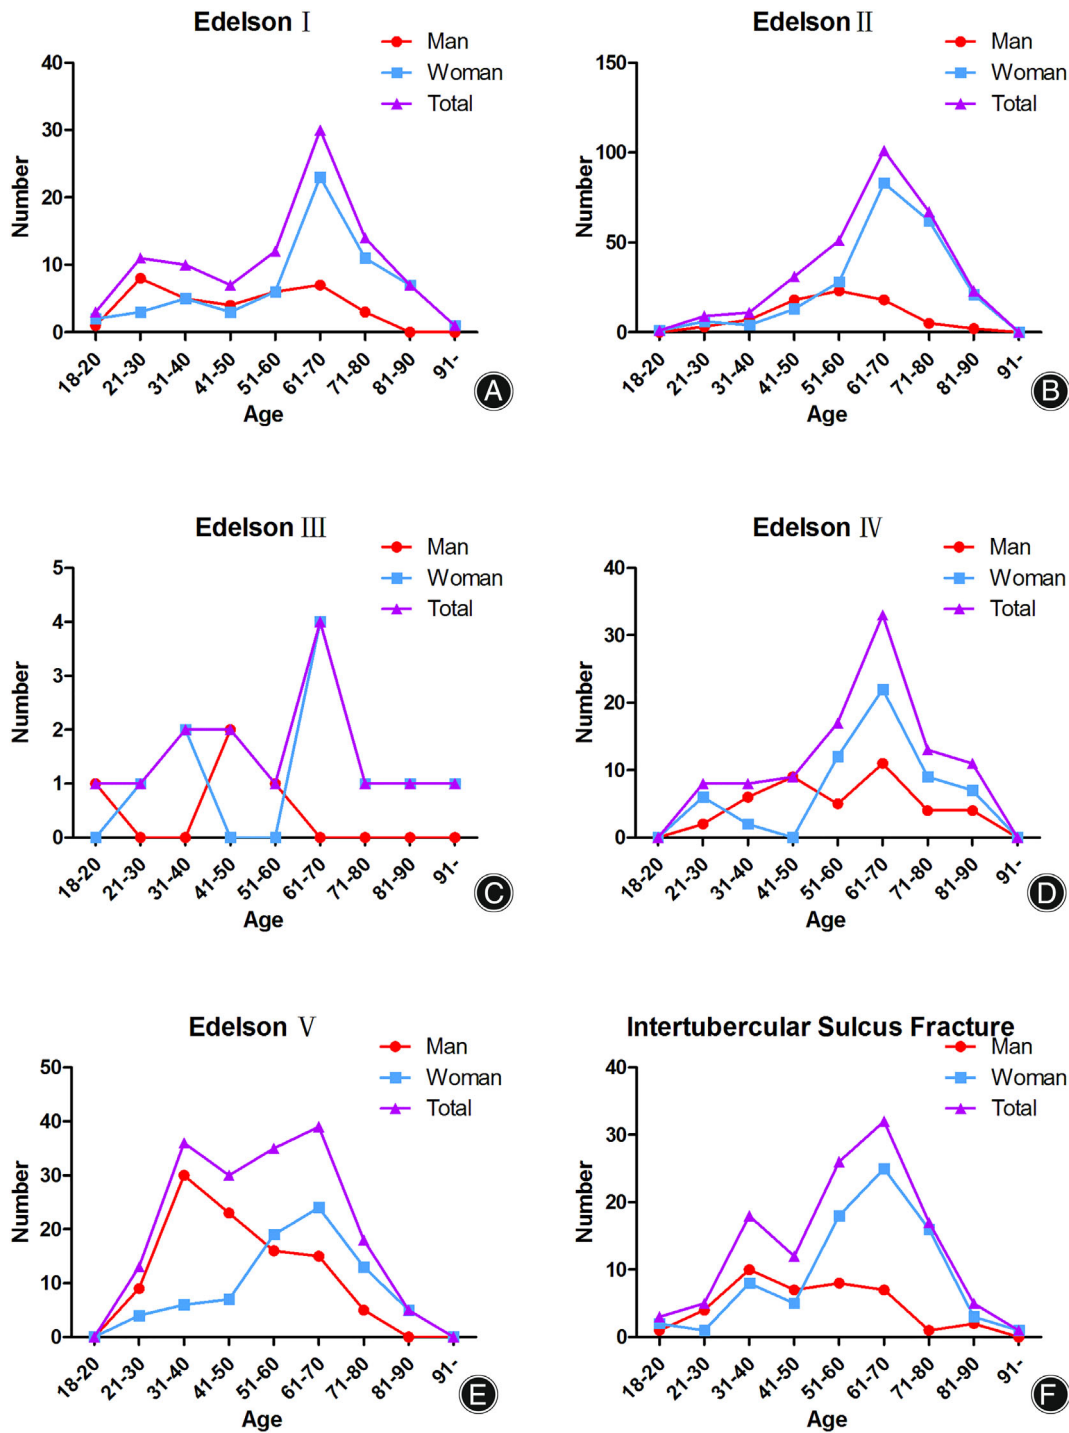 Edelson Ⅰ
Man
Woman
Total
40
30
20
10
0
Number
18-20
21-30
31-40
41-50
51-60
61-70
71-80
81-90
91-
Age
A
Edelson Ⅱ
Man
Woman
Total
150
100
50
0
Number
18-20
21-30
31-40
41-50
51-60
61-70
71-80
81-90
91-
Age
B
Edelson Ⅲ
Man
Woman
Total
5
4
3
2
1
0
Number
18-20
21-30
31-40
41-50
51-60
61-70
71-80
81-90
91-
Age
C
Edelson Ⅳ
Man
Woman
Total
40
30
20
10
0
Number
18-20
21-30
31-40
41-50
51-60
61-70
71-80
81-90
91-
Age
D
Edelson Ⅴ
Man
Woman
Total
50
40
30
20
10
0
Number
18-20
21-30
31-40
41-50
51-60
61-70
71-80
81-90
91-
Age
E
Intertubercular Sulcus Fracture
Man
Woman
Total
40
30
20
10
0
Number
18-20
21-30
31-40
41-50
51-60
61-70
71-80
81-90
91-
Age
F